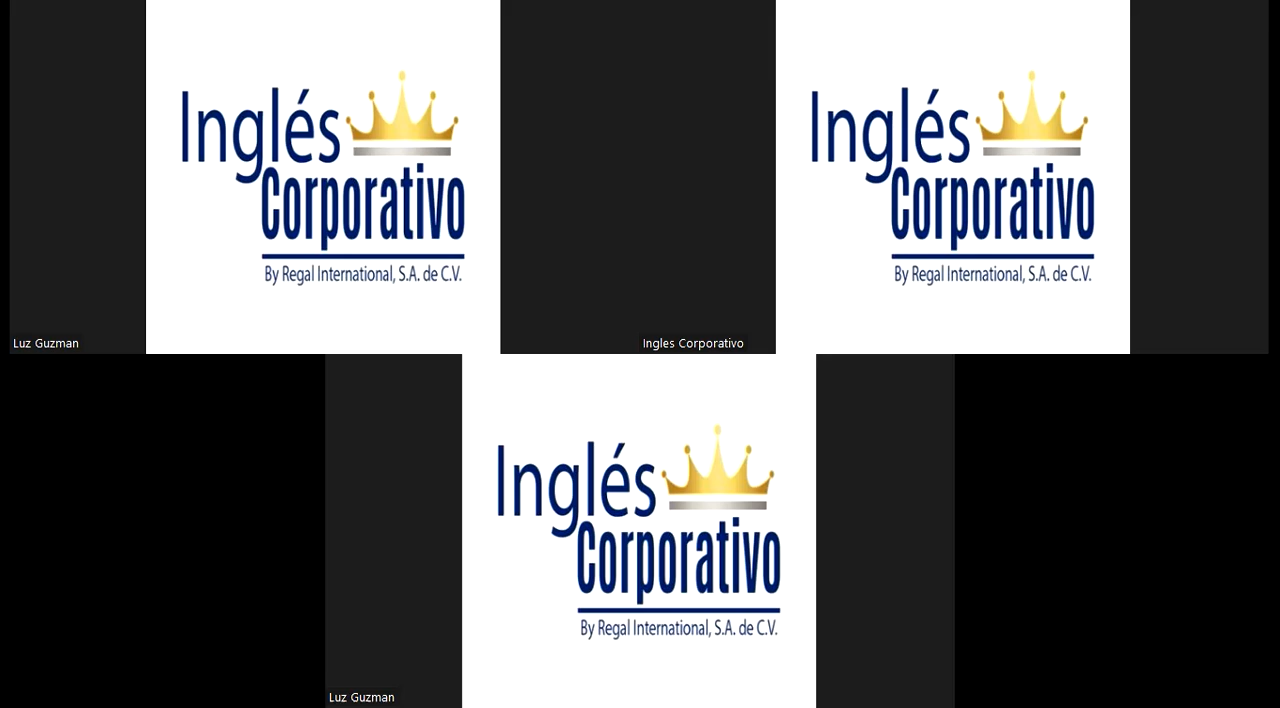 Inglés
Corporativo
By Regal International, S.A. de C.V.
Luz Guzman
Inglés
Corporativo
By Regal International, S.A. de C.V.
Ingles Corporativo
Inglés
Corporativo
By Regal International, S.A. de C.V.
Luz Guzman